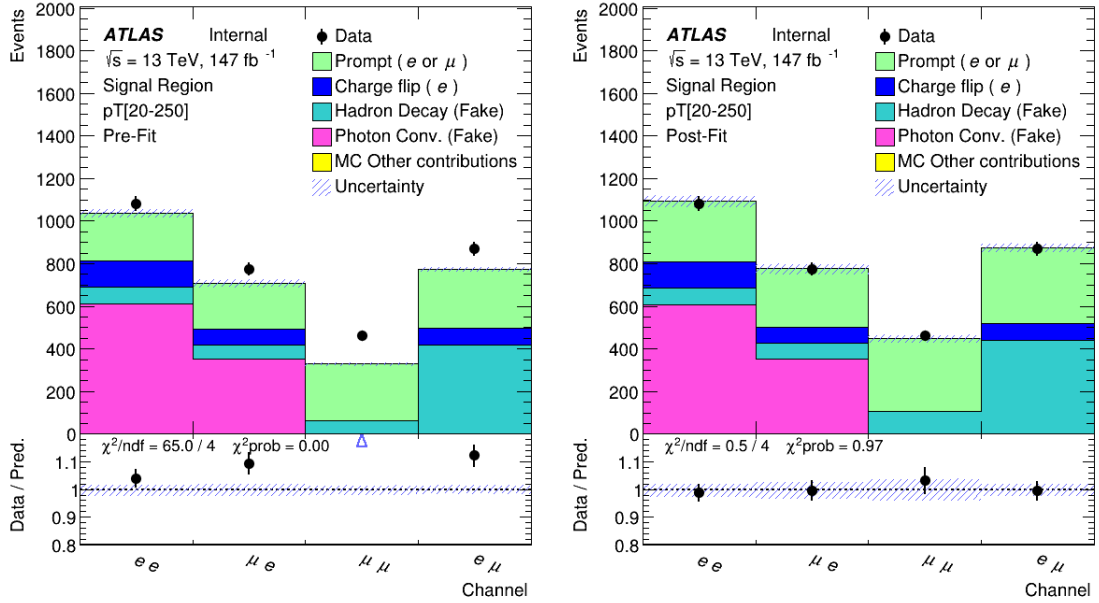 Events
2000
1800
1600
1400
1200
1000
800
600
400
200
0
ATLAS Internal
√s = 13 TeV, 147 fb⁻¹
Signal Region
pT[20-250]
Pre-Fit
Data
Prompt ( e or μ )
Charge flip ( e )
Hadron Decay (Fake)
Photon Conv. (Fake)
MC Other contributions
Uncertainty
χ²/ndf = 65.0 / 4 χ²prob = 0.00
Data / Pred.
1.1
1
0.9
0.8
e e
μ e
μ μ
e μ
Channel
Events
2000
1800
1600
1400
1200
1000
800
600
400
200
0
ATLAS Internal
√s = 13 TeV, 147 fb⁻¹
Signal Region
pT[20-250]
Post-Fit
Data
Prompt ( e or μ )
Charge flip ( e )
Hadron Decay (Fake)
Photon Conv. (Fake)
MC Other contributions
Uncertainty
χ²/ndf = 0.5 / 4 χ²prob = 0.97
Data / Pred.
1.1
1
0.9
0.8
e e
μ e
μ μ
e μ
Channel